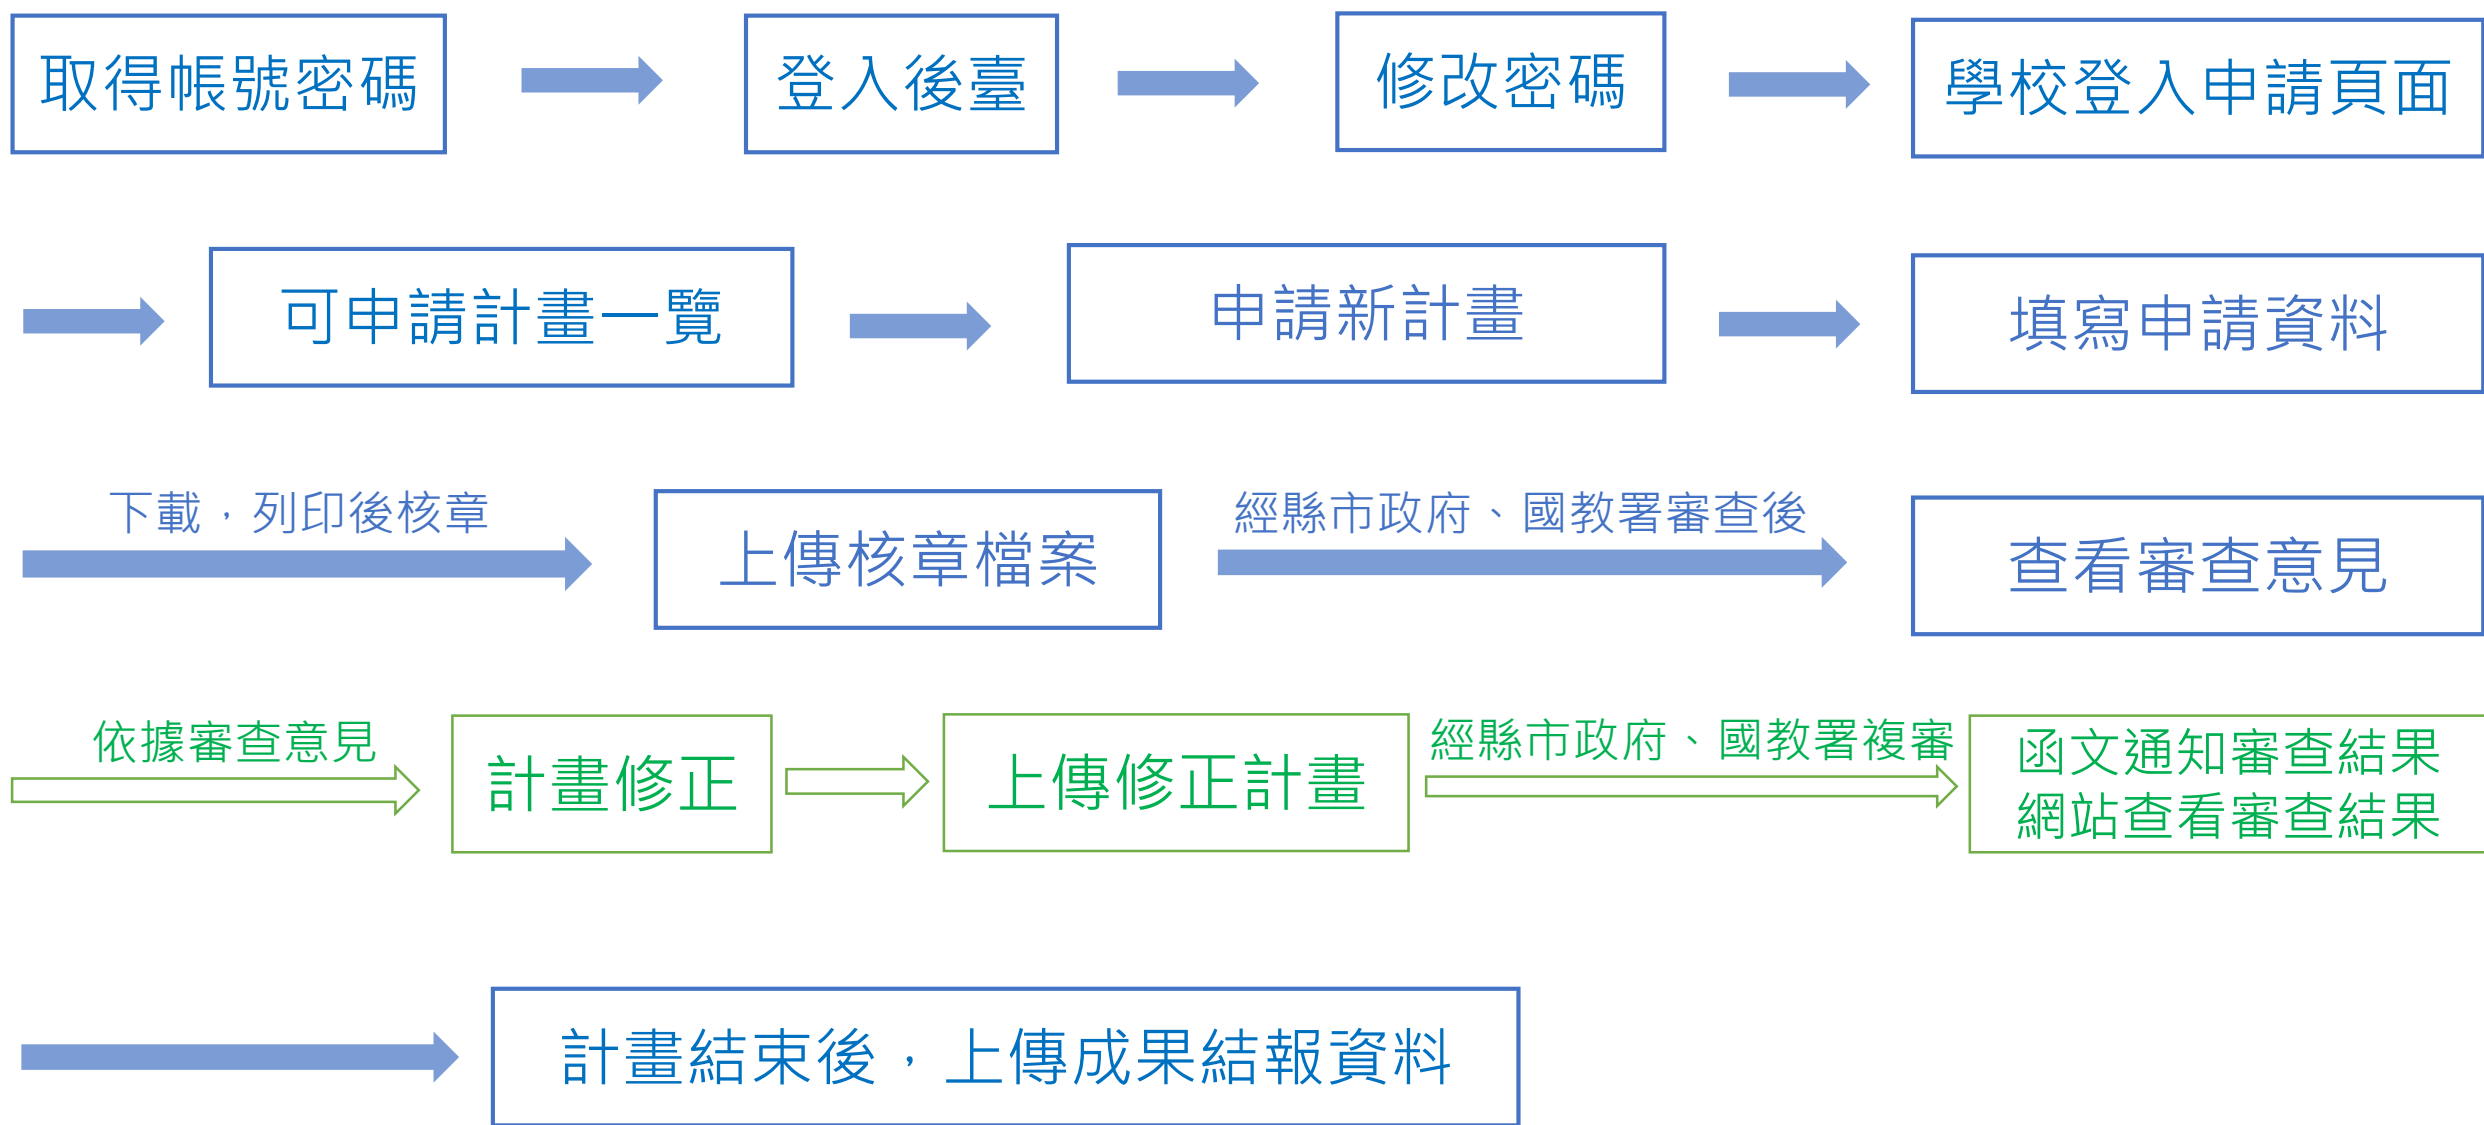 取得帳號密碼
登入後臺
修改密碼
學校登入申請頁面
可申請計畫一覽
申請新計畫
填寫申請資料
下載，列印後核章
上傳核章檔案
經縣市政府、國教署審查後
查看審查意見
依據審查意見
計畫修正
上傳修正計畫
經縣市政府、國教署複審
函文通知審查結果
網站查看審查結果
計畫結束後，上傳成果結報資料